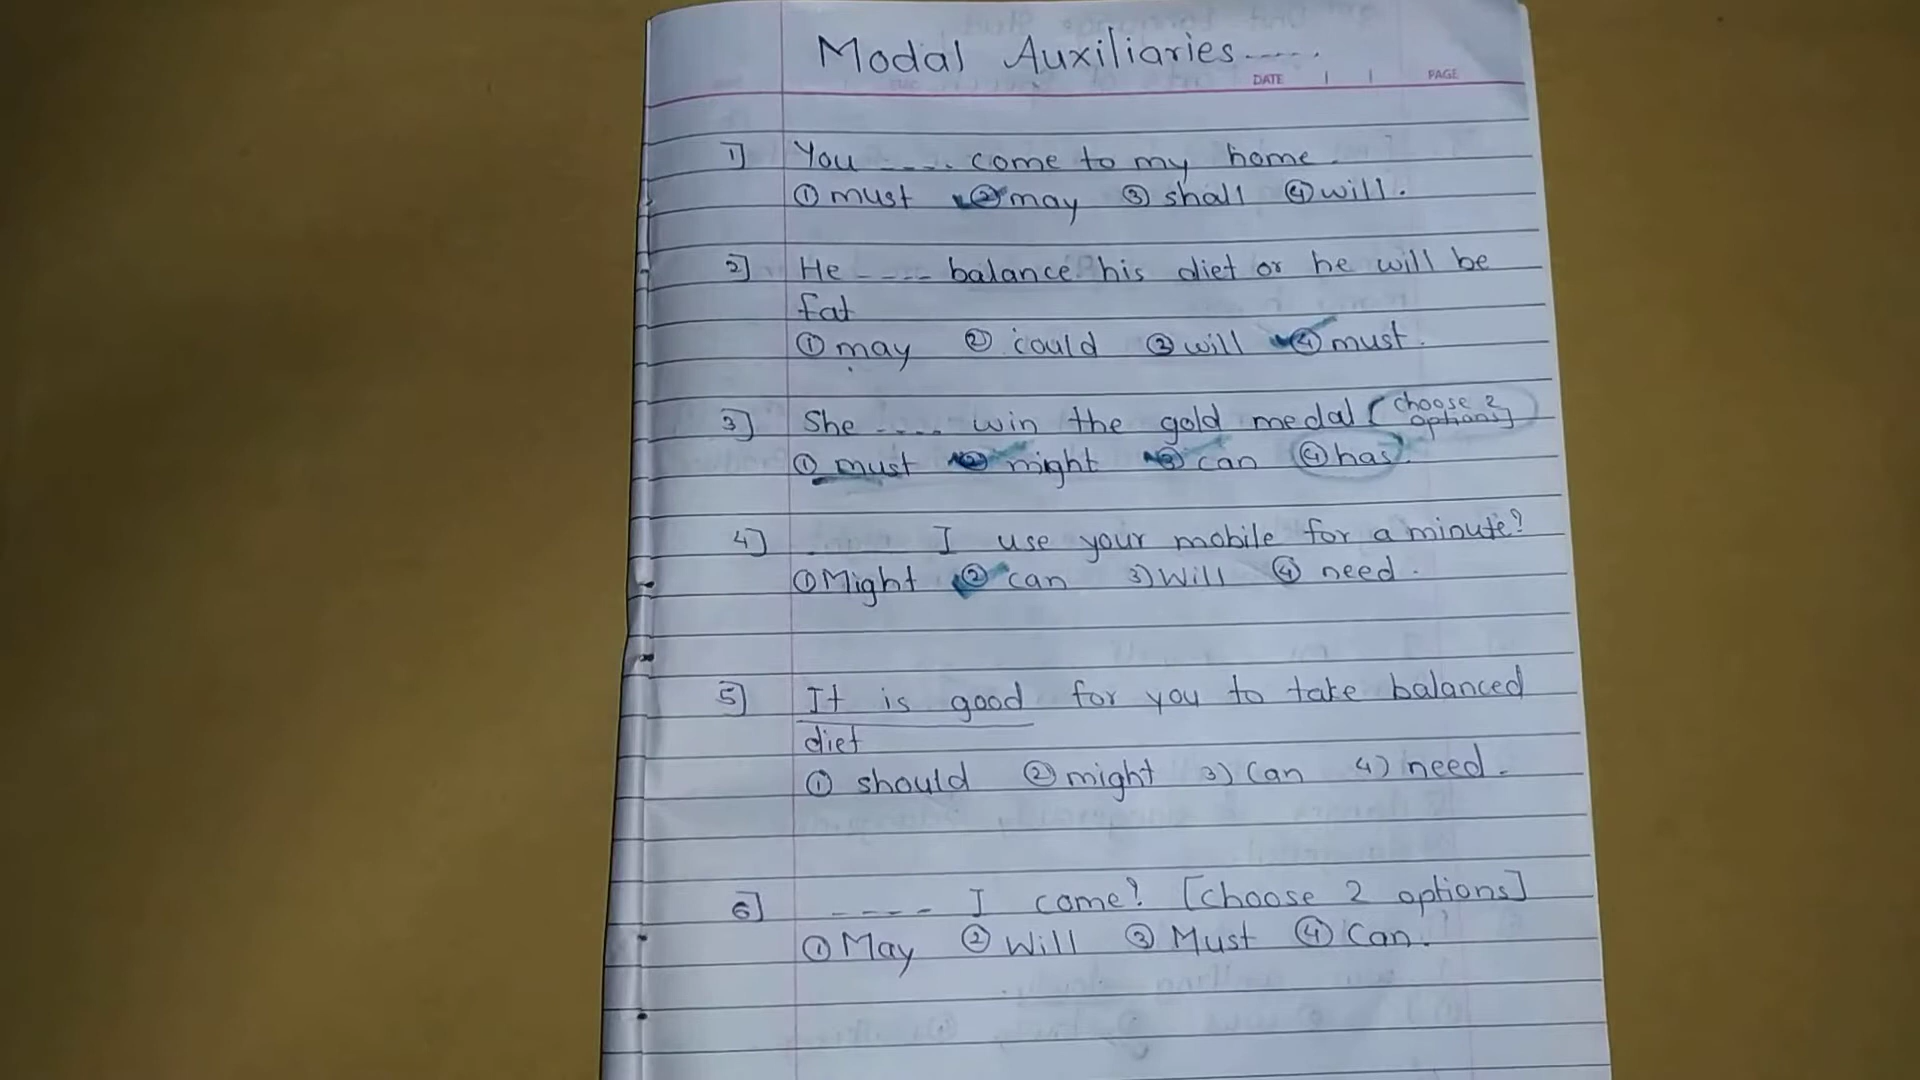 Modal Auxiliaries.....
DATE | | PAGE
1] You .... come to my home.
① must ② may ③ shall ④ will.
2] He .... balance his diet or he will be
fat
① may ② could ③ will ④ must.
3] She .... win the gold medal [choose 2
options]
① must ② might ③ can ④ has.
4] .... I use your mobile for a minute?
① Might ② can 3) Will ④ need.
5] It is good for you to take balanced
diet
① should ② might 3) Can 4) need.
6] .... I come? [choose 2 options]
① May ② Will ③ Must ④ Can.